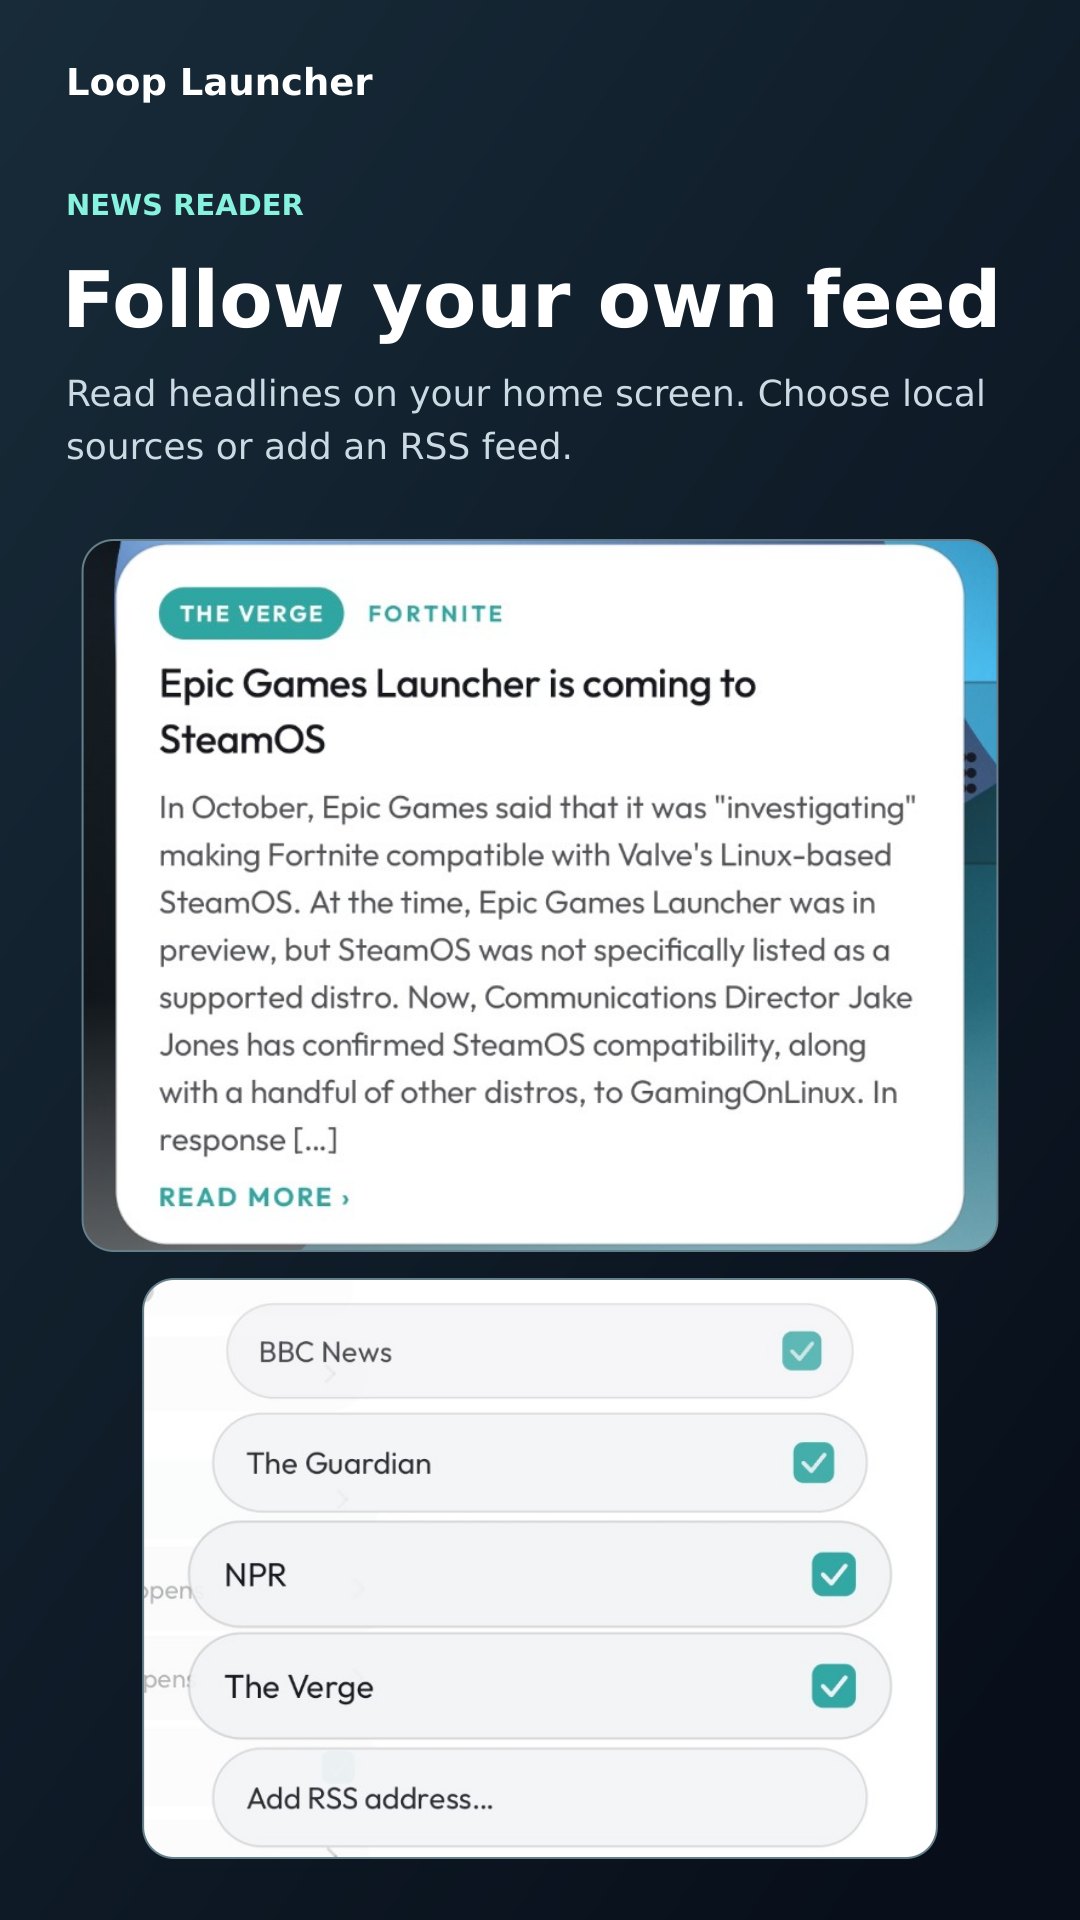 Loop Launcher
NEWS READER
Follow your own feed
Read headlines on your home screen. Choose local
sources or add an RSS feed.
THE VERGE FORTNITE
Epic Games Launcher is coming to
SteamOS
In October, Epic Games said that it was "investigating"
making Fortnite compatible with Valve's Linux-based
SteamOS. At the time, Epic Games Launcher was in
preview, but SteamOS was not specifically listed as a
supported distro. Now, Communications Director Jake
Jones has confirmed SteamOS compatibility, along
with a handful of other distros, to GamingOnLinux. In
response [...]
READ MORE ›
BBC News
The Guardian
NPR
The Verge
Add RSS address...